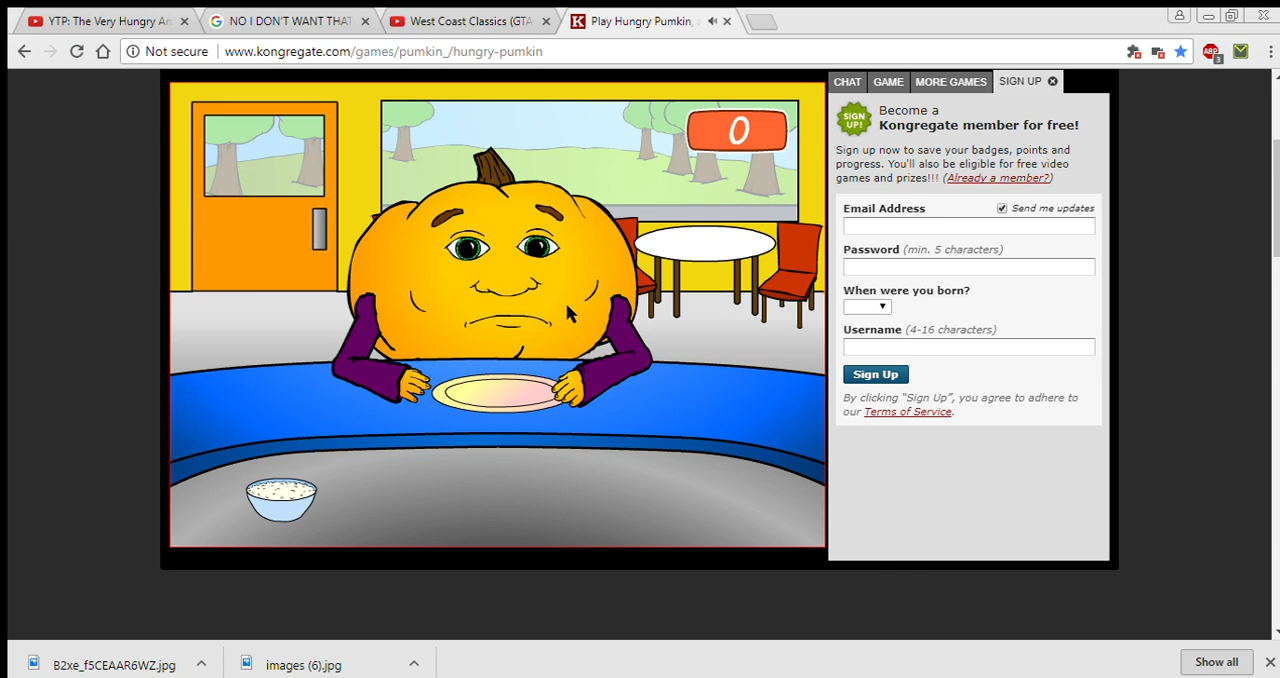 YTP: The Very Hungry An
NO I DON'T WANT THAT
West Coast Classics (GTA
Play Hungry Pumkin,
Not secure
www.kongregate.com/games/pumkin_/hungry-pumkin
ABP
3
0
CHAT
GAME
MORE GAMES
SIGN UP
SIGN UP!
Become a
Kongregate member for free!
Sign up now to save your badges, points and
progress. You'll also be eligible for free video
games and prizes!!! (Already a member?)
Email Address
Send me updates
Password (min. 5 characters)
When were you born?
Username (4-16 characters)
Sign Up
By clicking "Sign Up", you agree to adhere to
our Terms of Service.
B2xe_f5CEAAR6WZ.jpg
images (6).jpg
Show all